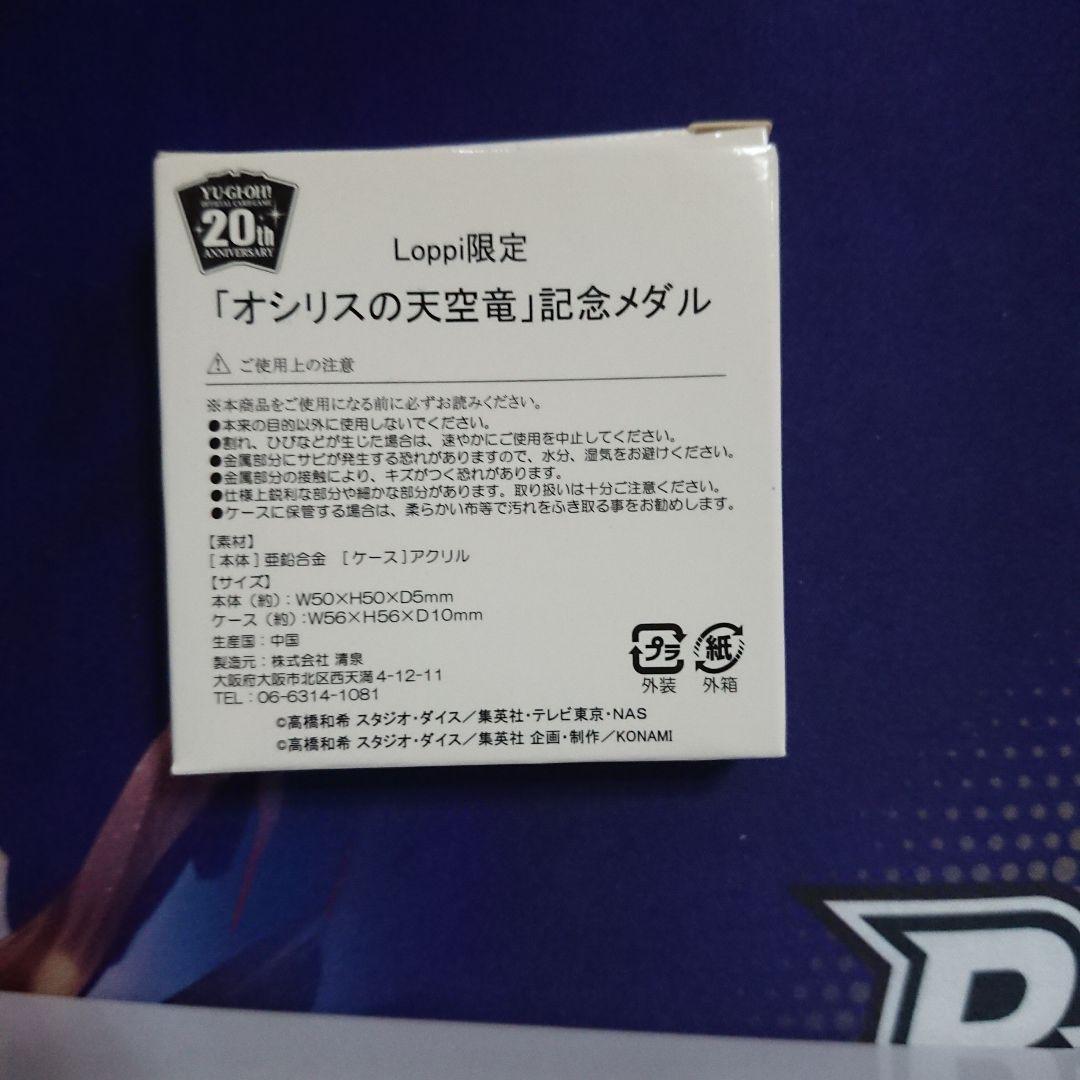 YU-GI-OH!
OFFICIAL CARD GAME
20th
ANNIVERSARY
Loppi限定
「オシリスの天空竜」記念メダル
ご使用上の注意
※本商品をご使用になる前に必ずお読みください。
●本来の目的以外に使用しないでください。
●割れ、ひびなどが生じた場合は、速やかにご使用を中止してください。
●金属部分にサビが発生する恐れがありますので、水分、湿気をお避けください。
●金属部分の接触により、キズがつく恐れがあります。
●仕様上鋭利な部分や細かな部分があります。取り扱いは十分ご注意ください。
●ケースに保管する場合は、柔らかい布等で汚れをふき取る事をお勧めします。
【素材】
[本体]亜鉛合金 [ケース]アクリル
【サイズ】
本体（約）：W50×H50×D5mm
ケース（約）：W56×H56×D10mm
生産国：中国
製造元：株式会社 清泉
大阪府大阪市北区西天満4-12-11
TEL：06-6314-1081
プラ 紙
外装 外箱
©高橋和希 スタジオ・ダイス／集英社・テレビ東京・NAS
©高橋和希 スタジオ・ダイス／集英社 企画・制作／KONAMI